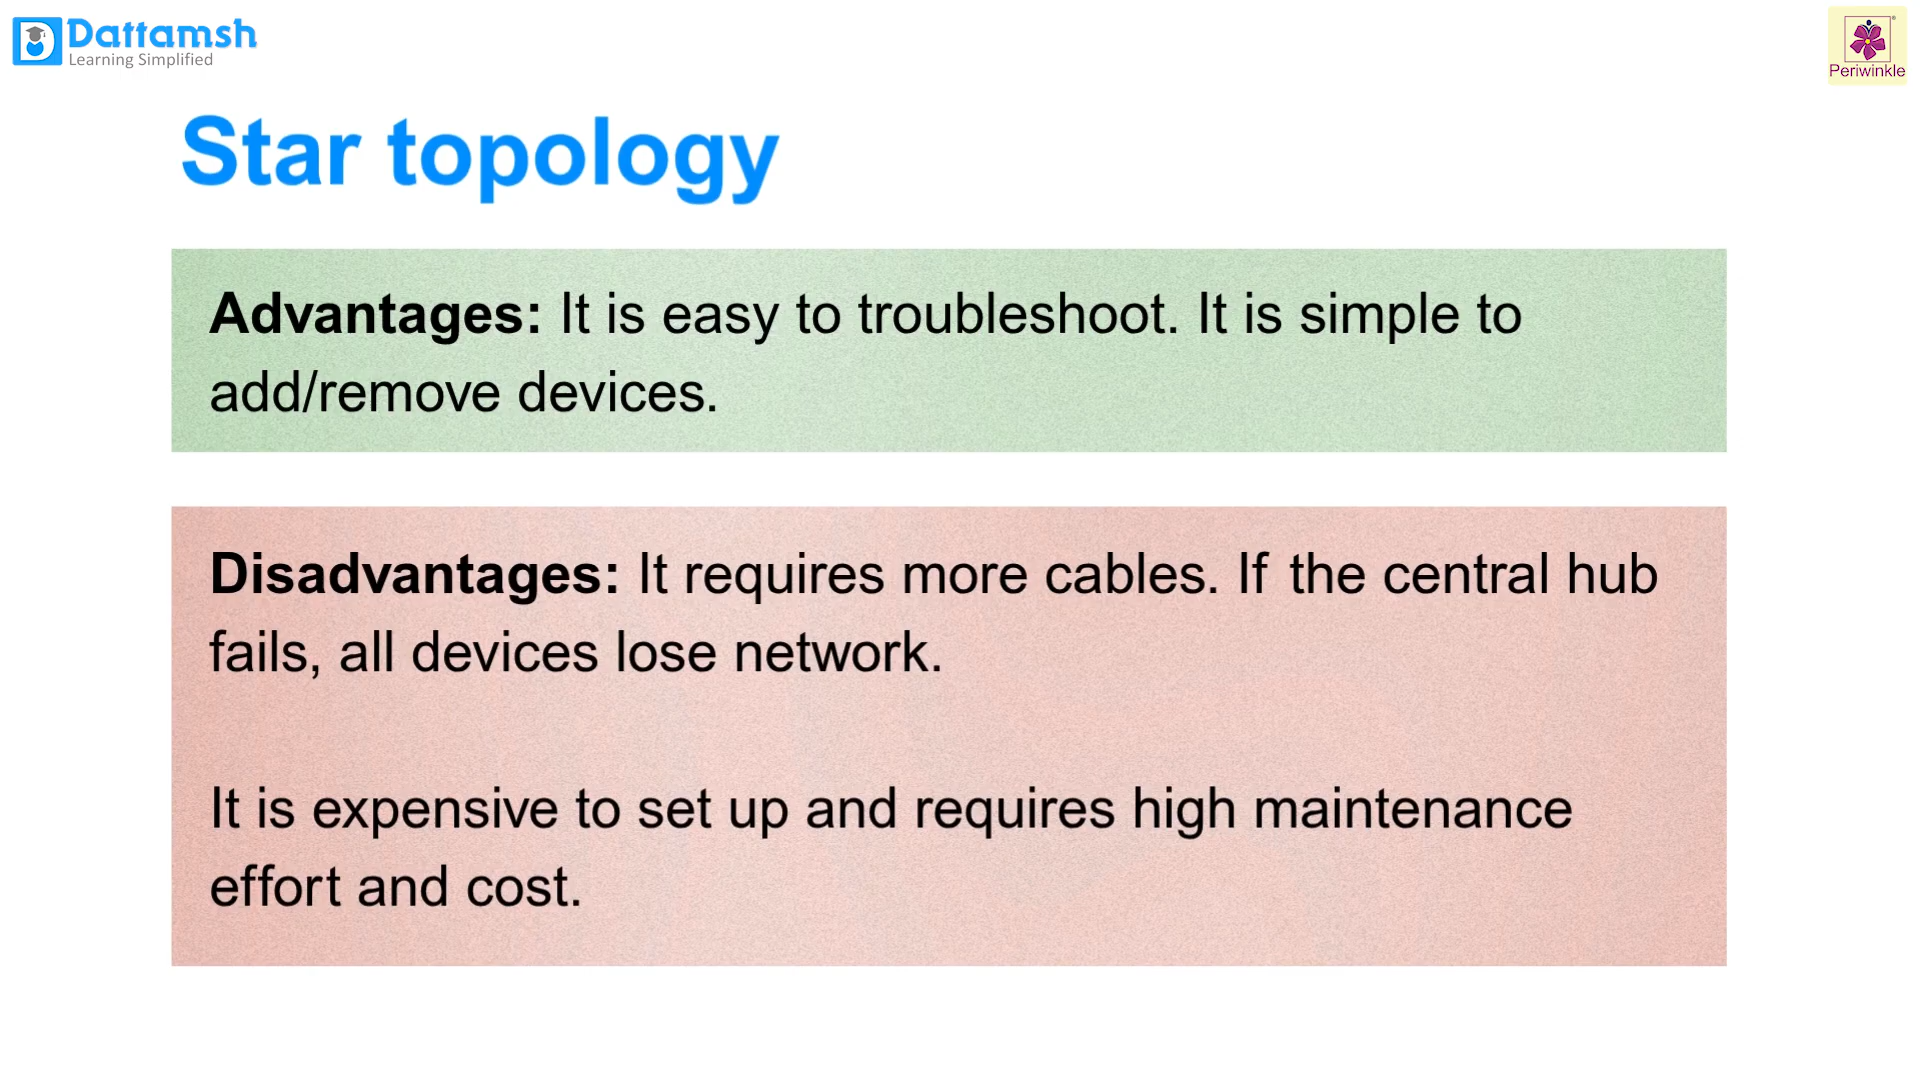 Dattamsh
Learning Simplified
Periwinkle
Star topology
Advantages: It is easy to troubleshoot. It is simple to
add/remove devices.
Disadvantages: It requires more cables. If the central hub
fails, all devices lose network.
It is expensive to set up and requires high maintenance
effort and cost.